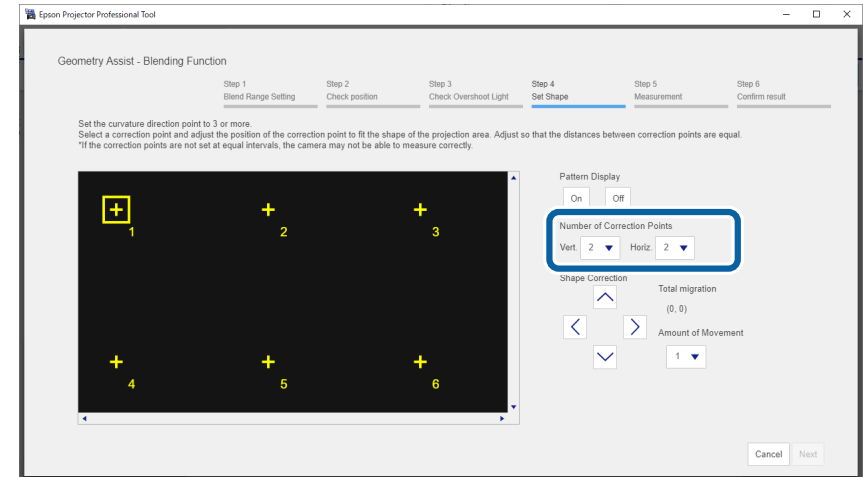 Epson Projector Professional Tool
Geometry Assist - Blending Function
Step 1 Step 2 Step 3 Step 4 Step 5 Step 6
Blend Range Setting Check position Check Overshoot Light Set Shape Measurement Confirm result
Set the curvature direction point to 3 or more.
Select a correction point and adjust the position of the correction point to fit the shape of the projection area. Adjust so that the distances between correction points are equal.
*If the correction points are not set at equal intervals, the camera may not be able to measure correctly.
Pattern Display
On Off
1 2 3
Number of Correction Points
Vert. 2 Horiz. 2
Shape Correction
Total migration
(0, 0)
Amount of Movement
1
4 5 6
Cancel Next